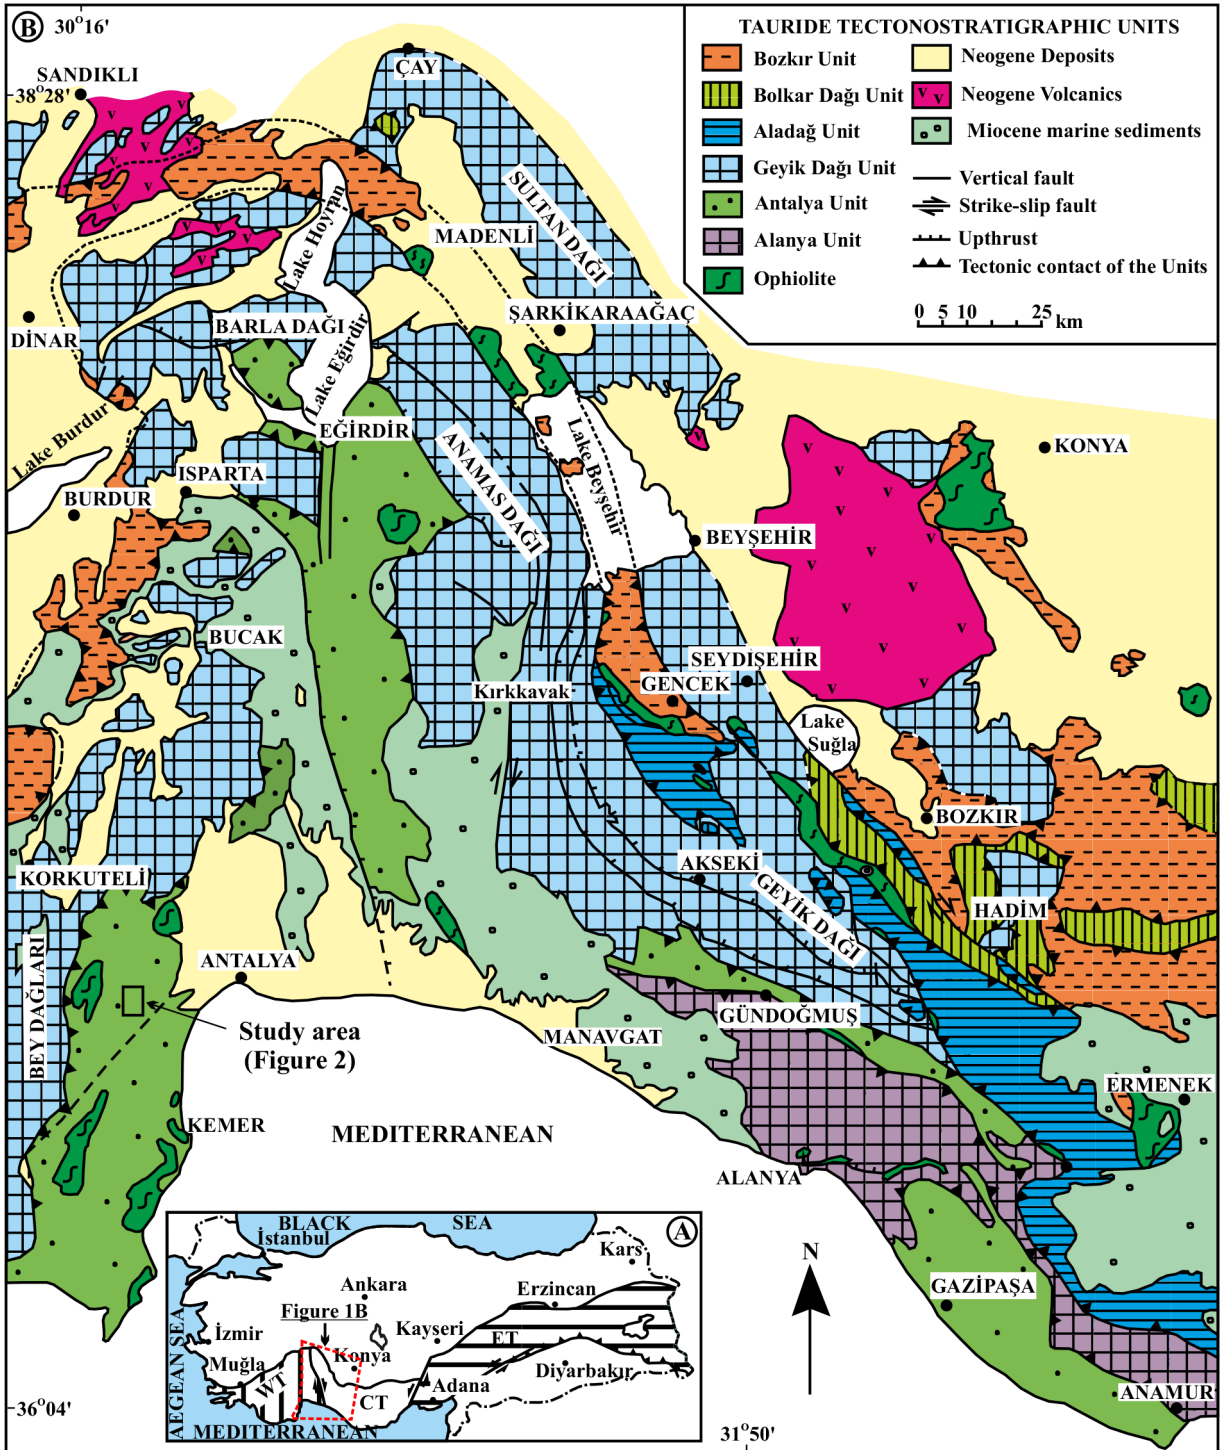 B
30°16'
SANDIKLI
38°28'
ÇAY
TAURIDE TECTONOSTRATIGRAPHIC UNITS
Bozkır Unit
Bolkar Dağı Unit
Aladağ Unit
Geyik Dağı Unit
Antalya Unit
Alanya Unit
Ophiolite
Neogene Deposits
Neogene Volcanics
Miocene marine sediments
Vertical fault
Strike-slip fault
Upthrust
Tectonic contact of the Units
0 5 10 25 km
SULTAN DAĞI
Lake Hoyran
MADENLİ
ŞARKİKARAAĞAÇ
BARLA DAĞI
DİNAR
Lake Eğirdir
EĞİRDİR
Lake Burdur
ANAMAS DAĞI
Lake Beyşehir
KONYA
ISPARTA
BURDUR
BEYŞEHİR
BUCAK
SEYDİŞEHİR
Kırkkavak
GENCEK
Lake
Suğla
BOZKIR
AKSEKİ
GEYİK DAĞI
KORKUTELİ
HADİM
BEY DAĞLARI
ANTALYA
GÜNDOĞMUŞ
Study area
(Figure 2)
MANAVGAT
ERMENEK
KEMER
MEDITERRANEAN
ALANYA
N
GAZİPAŞA
ANAMUR
36°04'
31°50'
A
BLACK SEA
İstanbul
Kars
Ankara
Erzincan
Figure 1B
Kayseri
ET
İzmir
Konya
Muğla
Diyarbakır
WT
CT
Adana
AEGEAN SEA
MEDITERRANEAN